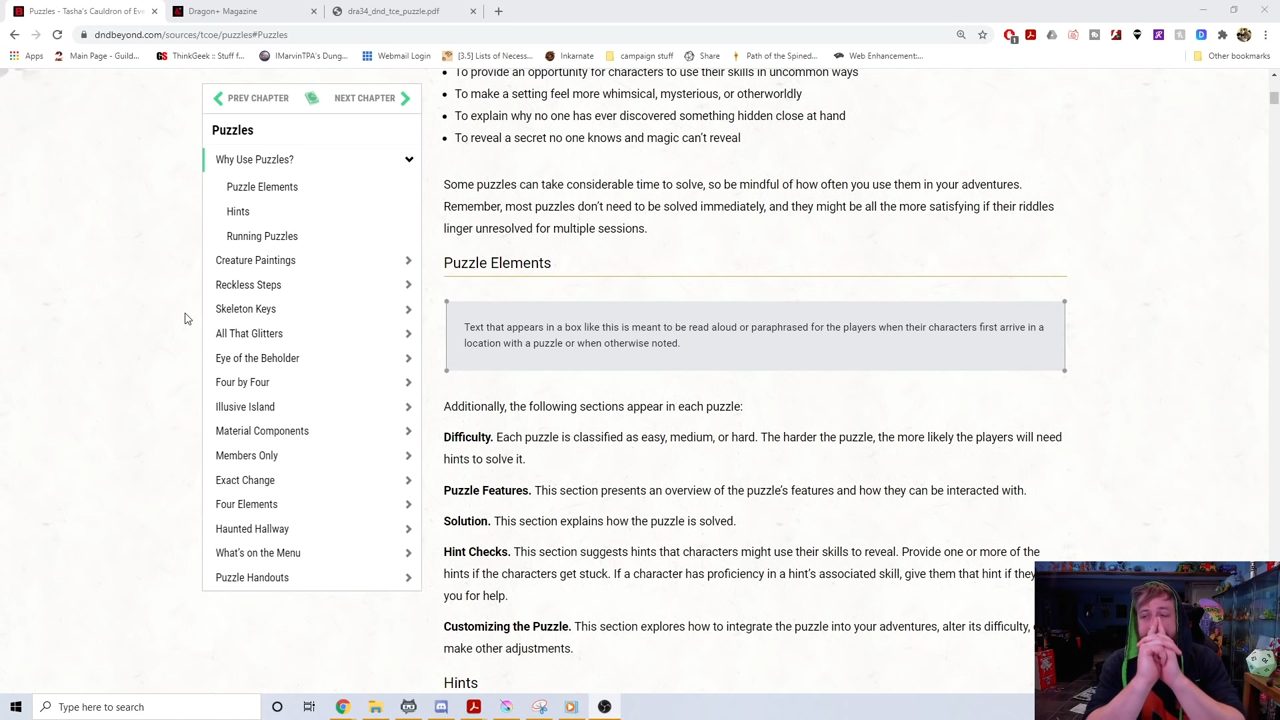 Puzzles - Tasha's Cauldron of Eve
Dragon+ Magazine
dra34_dnd_tce_puzzle.pdf
dndbeyond.com/sources/tcoe/puzzles#Puzzles
Apps
Main Page - Guild...
ThinkGeek :: Stuff f...
IMarvinTPA's Dung...
Webmail Login
[3.5] Lists of Necess...
Inkarnate
campaign stuff
Share
Path of the Spined...
Web Enhancement:...
Other bookmarks
PREV CHAPTER
NEXT CHAPTER
Puzzles
Why Use Puzzles?
Puzzle Elements
Hints
Running Puzzles
Creature Paintings
Reckless Steps
Skeleton Keys
All That Glitters
Eye of the Beholder
Four by Four
Illusive Island
Material Components
Members Only
Exact Change
Four Elements
Haunted Hallway
What's on the Menu
Puzzle Handouts
To provide an opportunity for characters to use their skills in uncommon ways
To make a setting feel more whimsical, mysterious, or otherworldly
To explain why no one has ever discovered something hidden close at hand
To reveal a secret no one knows and magic can't reveal
Some puzzles can take considerable time to solve, so be mindful of how often you use them in your adventures.
Remember, most puzzles don't need to be solved immediately, and they might be all the more satisfying if their riddles
linger unresolved for multiple sessions.
Puzzle Elements
Text that appears in a box like this is meant to be read aloud or paraphrased for the players when their characters first arrive in a
location with a puzzle or when otherwise noted.
Additionally, the following sections appear in each puzzle:
Difficulty. Each puzzle is classified as easy, medium, or hard. The harder the puzzle, the more likely the players will need
hints to solve it.
Puzzle Features. This section presents an overview of the puzzle's features and how they can be interacted with.
Solution. This section explains how the puzzle is solved.
Hint Checks. This section suggests hints that characters might use their skills to reveal. Provide one or more of the
hints if the characters get stuck. If a character has proficiency in a hint's associated skill, give them that hint if they
you for help.
Customizing the Puzzle. This section explores how to integrate the puzzle into your adventures, alter its difficulty,
make other adjustments.
Hints
Type here to search